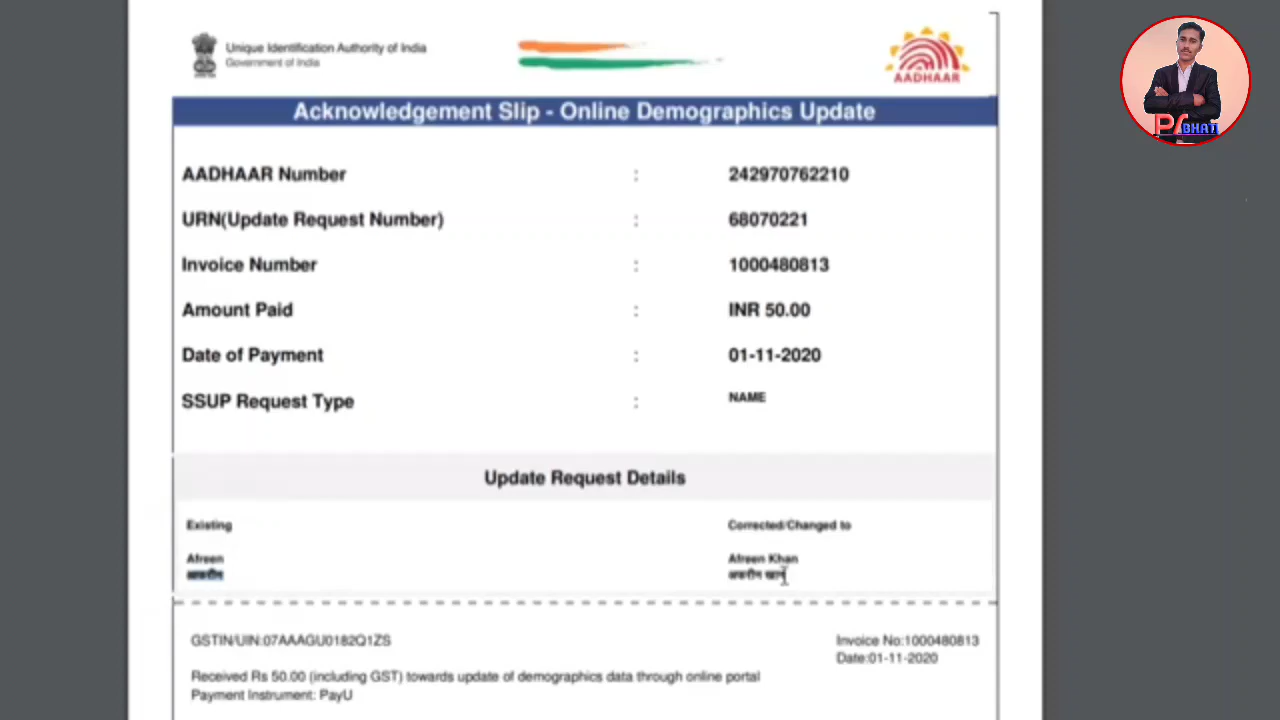 Unique Identification Authority of India
Government of India
AADHAAR
PC BHATI
Acknowledgement Slip - Online Demographics Update
AADHAAR Number : 242970762210
URN(Update Request Number) : 68070221
Invoice Number : 1000480813
Amount Paid : INR 50.00
Date of Payment : 01-11-2020
SSUP Request Type : NAME
Update Request Details
Existing Corrected/Changed to
Afreen Afreen Khan
अफरीन खान
GSTIN/UIN:07AAAGU0182Q1ZS Invoice No:1000480813
Date:01-11-2020
Received Rs 50.00 (including GST) towards update of demographics data through online portal
Payment Instrument: PayU